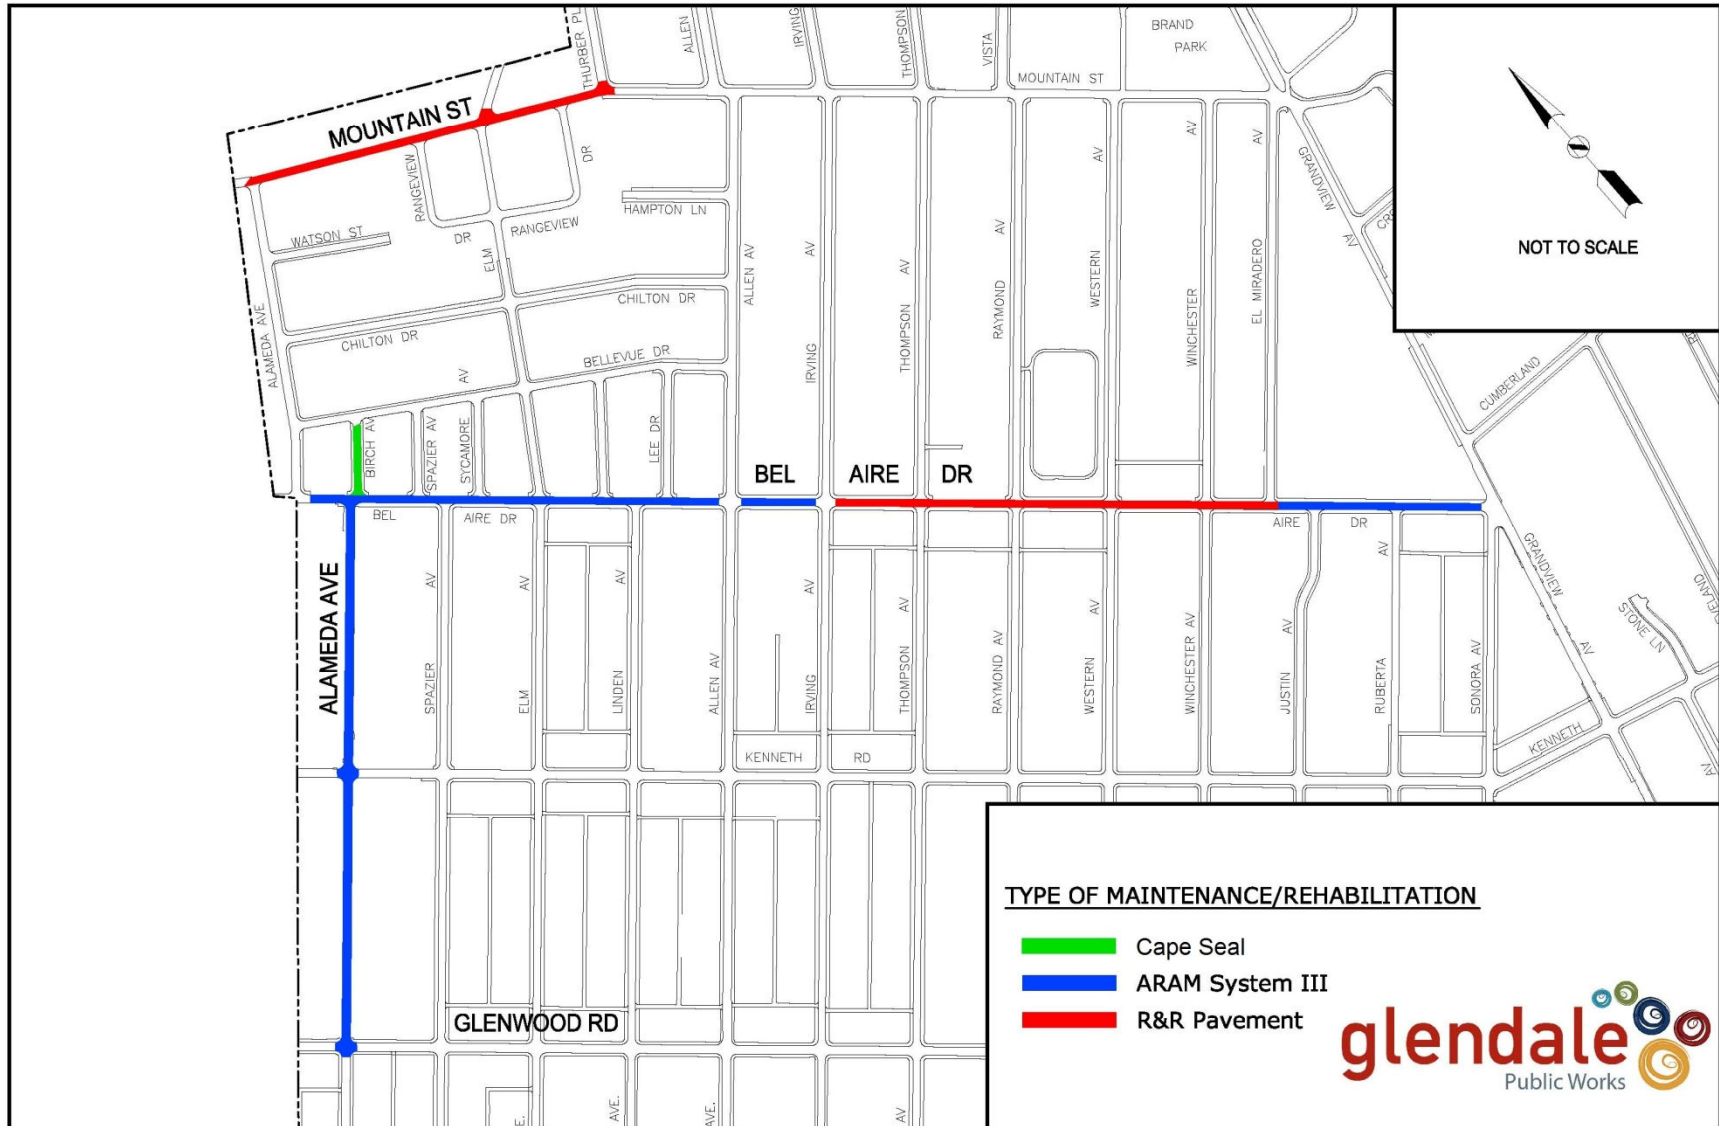 THURBER PL
ALLEN
IRVING
THOMPSON
VISTA
BRAND
PARK
MOUNTAIN ST
MOUNTAIN ST
RANGEVIEW
DR
AV
AV
AV
GRANDVIEW
AV
NOT TO SCALE
HAMPTON LN
WATSON ST
DR
RANGEVIEW
ELM
ALLEN AV
IRVING
AV
THOMPSON
AV
RAYMOND
AV
WESTERN
WINCHESTER
EL MIRADERO
ALAMEDA AVE
CHILTON DR
CHILTON DR
BELLEVUE DR
AV
CUMBERLAND
BIRCH AV
SPAZIER AV
SYCAMORE
LEE DR
BEL AIRE DR
BEL
AIRE DR
AIRE
DR
ALAMEDA AVE
SPAZIER
AV
ELM
AV
LINDEN
AV
ALLEN AV
IRVING
AV
THOMPSON
AV
RAYMOND AV
WESTERN
AV
WINCHESTER AV
JUSTIN
AV
RUBERTA
AV
SONORA AV
GRANDVIEW
AV
STONE LN
KENNETH
AV
KENNETH
RD
GLENWOOD RD
AVE.
AVE.
AV
TYPE OF MAINTENANCE/REHABILITATION
Cape Seal
ARAM System III
R&R Pavement
glendale
Public Works